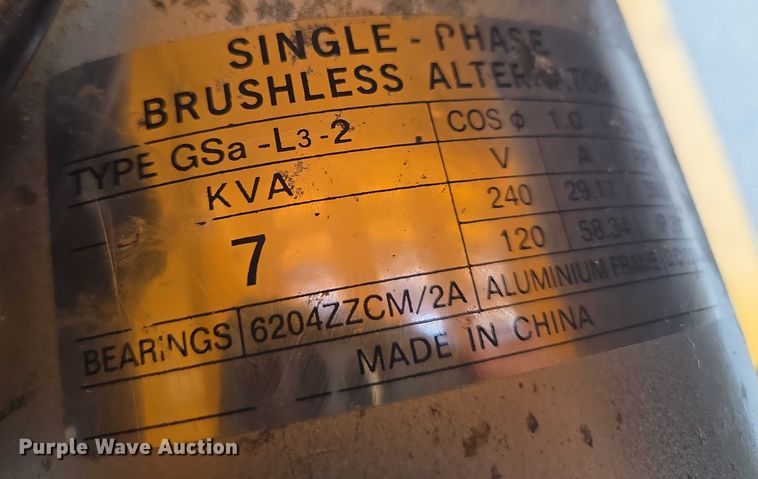 SINGLE - PHASE
BRUSHLESS ALTERNATOR
TYPE GSa-L3-2 COS φ 1.0
KVA V A
7 240 29.17
120 58.34
BEARINGS 6204ZZCM/2A ALUMINIUM FRAME
MADE IN CHINA
Purple Wave Auction